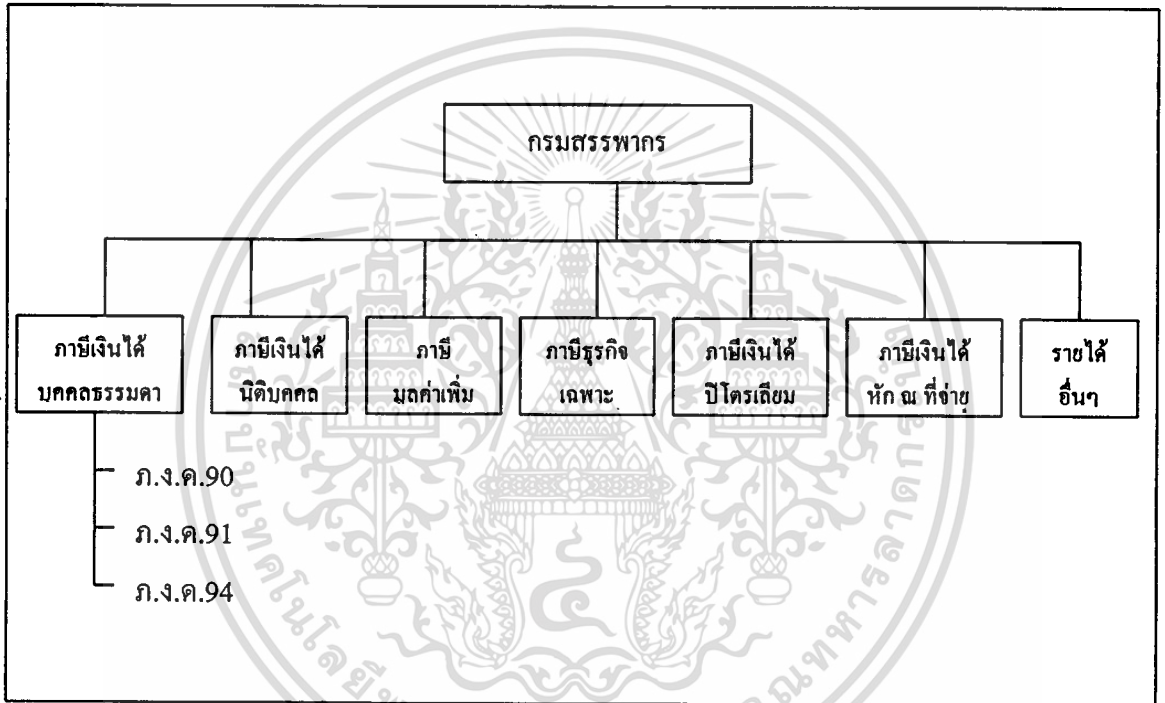 กรมสรรพากร
ภาษีเงินได้
บุคคลธรรมดา
ภาษีเงินได้
นิติบุคคล
ภาษี
มูลค่าเพิ่ม
ภาษีธุรกิจ
เฉพาะ
ภาษีเงินได้
ปิโตรเลียม
ภาษีเงินได้
หัก ณ ที่จ่าย
รายได้
อื่นๆ
ภ.ง.ด.90
ภ.ง.ด.91
ภ.ง.ด.94